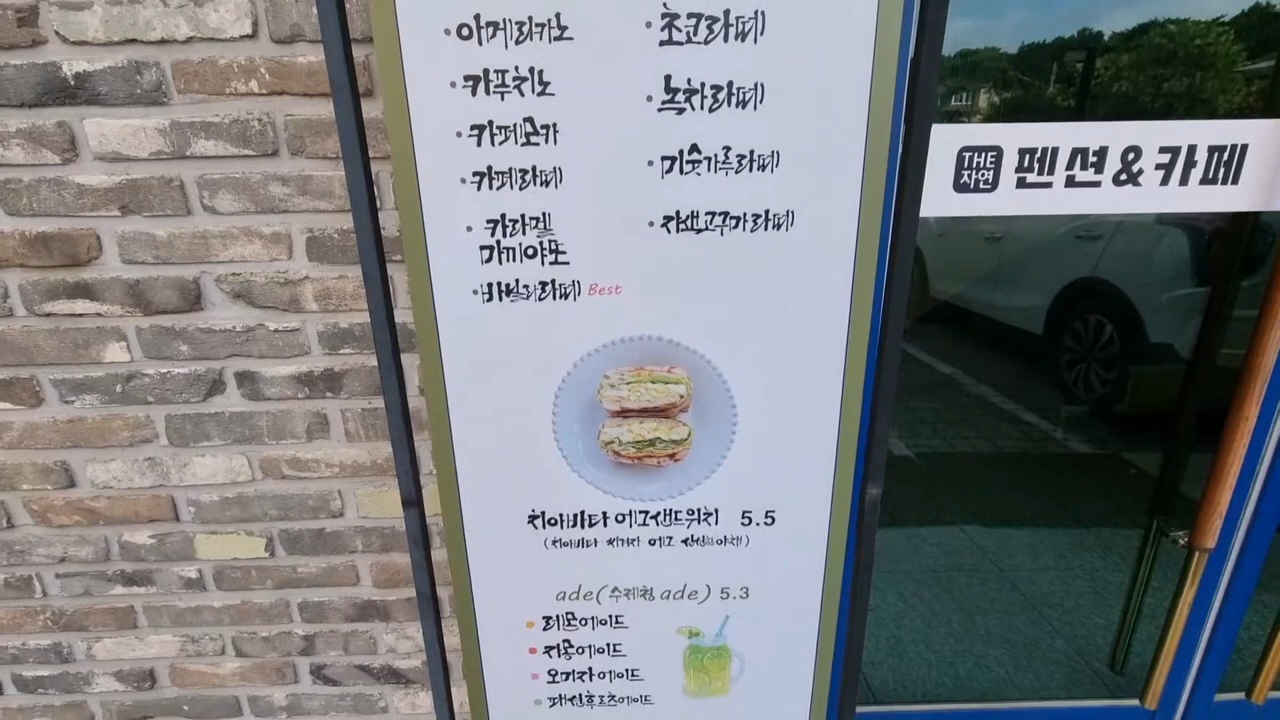 아메리카노
카푸치노
카페모카
카페라떼
카라멜
마끼야또
바닐라라떼 Best
초코라떼
녹차라떼
미숫가루라떼
자색고구마라떼
치아바타 에그샌드위치 5.5
ade(수제청 ade) 5.3
레몬에이드
자몽에이드
오미자에이드
패션후르츠에이드
THE
자연
펜션&카페